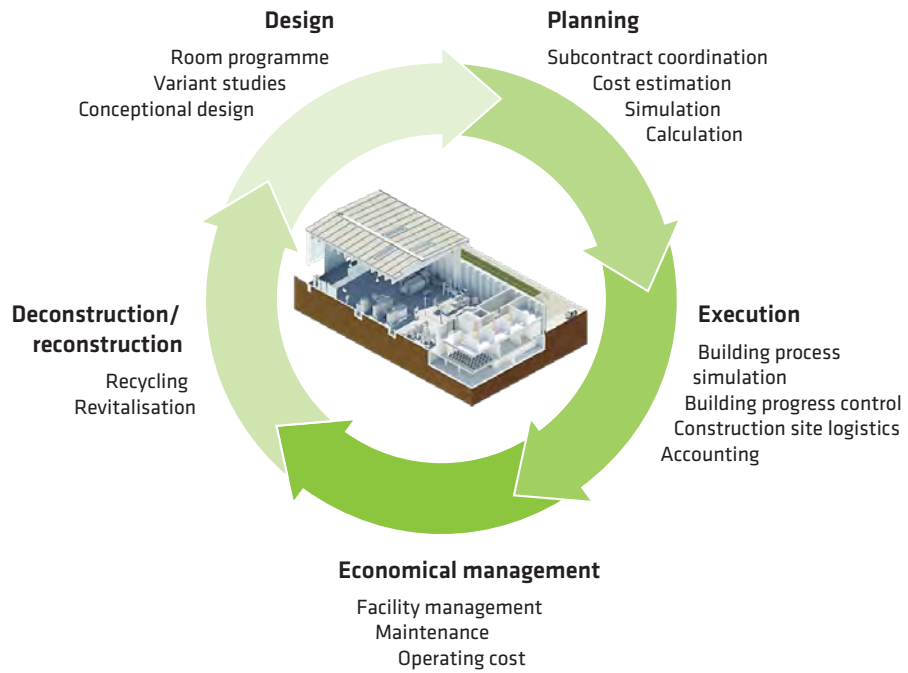 Design
Room programme
Variant studies
Conceptional design
Planning
Subcontract coordination
Cost estimation
Simulation
Calculation
Execution
Building process
simulation
Building progress control
Construction site logistics
Accounting
Economical management
Facility management
Maintenance
Operating cost
Deconstruction/
reconstruction
Recycling
Revitalisation